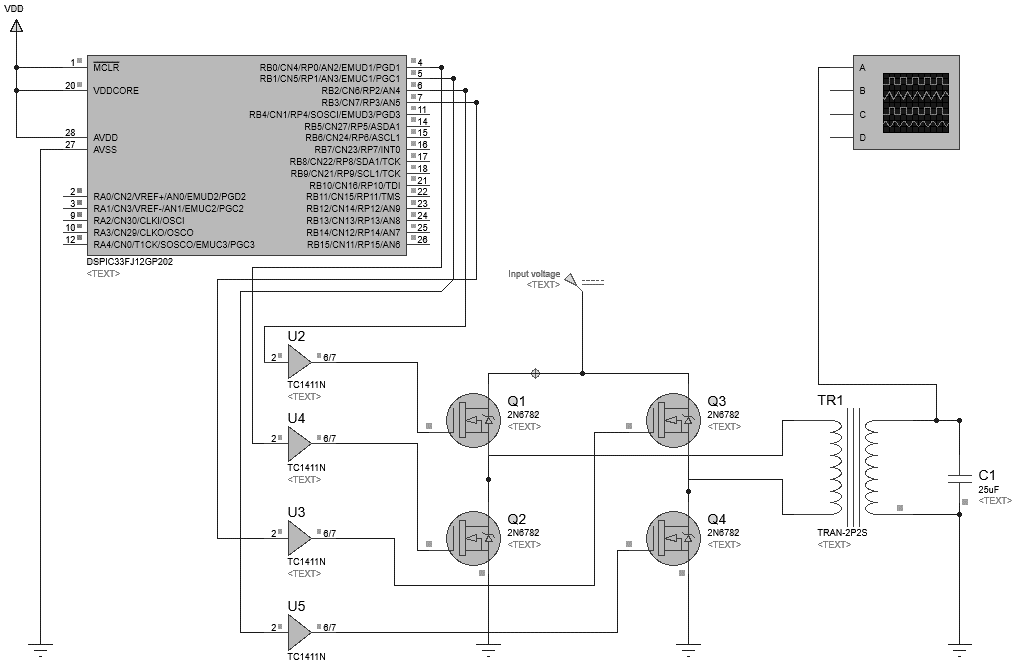 VDD
1 MCLR RB0/CN4/RP0/AN2/EMUD1/PGD1 4
RB1/CN5/RP1/AN3/EMUC1/PGC1 5
20 VDDCORE RB2/CN6/RP2/AN4 6
RB3/CN7/RP3/AN5 7
RB4/CN1/RP4/SOSCI/EMUD3/PGD3 11
RB5/CN27/RP5/ASDA1 14
28 AVDD RB6/CN24/RP6/ASCL1 15
27 AVSS RB7/CN23/RP7/INT0 16
RB8/CN22/RP8/SDA1/TCK 17
RB9/CN21/RP9/SCL1/TCK 18
RB10/CN16/RP10/TDI 21
2 RA0/CN2/VREF+/AN0/EMUD2/PGD2 RB11/CN15/RP11/TMS 22
3 RA1/CN3/VREF-/AN1/EMUC2/PGC2 RB12/CN14/RP12/AN9 23
9 RA2/CN30/CLKI/OSCI RB13/CN13/RP13/AN8 24
10 RA3/CN29/CLKO/OSCO RB14/CN12/RP14/AN7 25
12 RA4/CN0/T1CK/SOSCO/EMUC3/PGC3 RB15/CN11/RP15/AN6 26
DSPIC33FJ12GP202
<TEXT>
A
B
C
D
Input voltage
<TEXT>
U2
2 6/7
TC1411N
<TEXT>
U4
2 6/7
TC1411N
<TEXT>
U3
2 6/7
TC1411N
<TEXT>
U5
2 6/7
TC1411N
Q1
2N6782
<TEXT>
Q3
2N6782
<TEXT>
Q2
2N6782
<TEXT>
Q4
2N6782
<TEXT>
TR1
TRAN-2P2S
<TEXT>
C1
25uF
<TEXT>